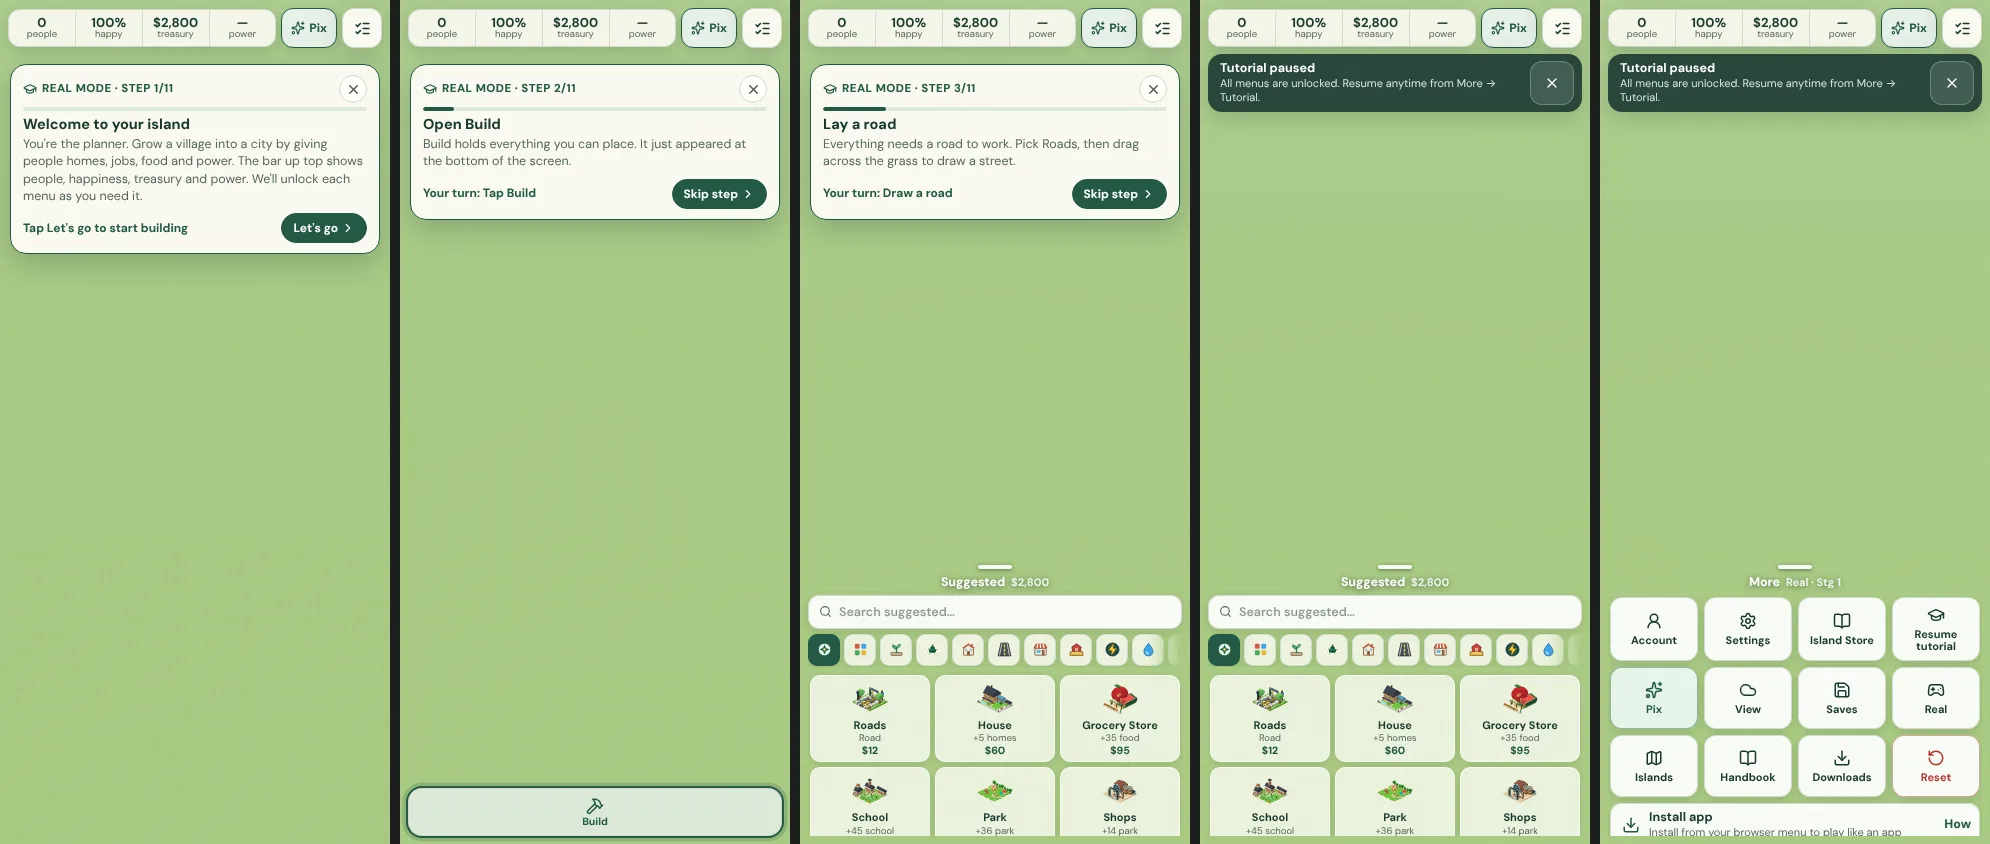 0 people 100% happy $2,800 treasury — power Pix
REAL MODE · STEP 1/11
Welcome to your island
You're the planner. Grow a village into a city by giving
people homes, jobs, food and power. The bar up top shows
people, happiness, treasury and power. We'll unlock each
menu as you need it.
Tap Let's go to start building
Let's go
0 people 100% happy $2,800 treasury — power Pix
REAL MODE · STEP 2/11
Open Build
Build holds everything you can place. It just appeared at
the bottom of the screen.
Your turn: Tap Build
Skip step
Build
0 people 100% happy $2,800 treasury — power Pix
REAL MODE · STEP 3/11
Lay a road
Everything needs a road to work. Pick Roads, then drag
across the grass to draw a street.
Your turn: Draw a road
Skip step
Suggested $2,800
Search suggested...
Roads
Road
$12
House
+5 homes
$60
Grocery Store
+35 food
$95
School
+45 school
Park
+36 park
Shops
+14 park
0 people 100% happy $2,800 treasury — power Pix
Tutorial paused
All menus are unlocked. Resume anytime from More →
Tutorial.
Suggested $2,800
Search suggested...
Roads
Road
$12
House
+5 homes
$60
Grocery Store
+35 food
$95
School
+45 school
Park
+36 park
Shops
+14 park
0 people 100% happy $2,800 treasury — power Pix
Tutorial paused
All menus are unlocked. Resume anytime from More →
Tutorial.
More Real · Stg 1
Account
Settings
Island Store
Resume
tutorial
Pix
View
Saves
Real
Islands
Handbook
Downloads
Reset
Install app
Install from your browser menu to play like an app
How